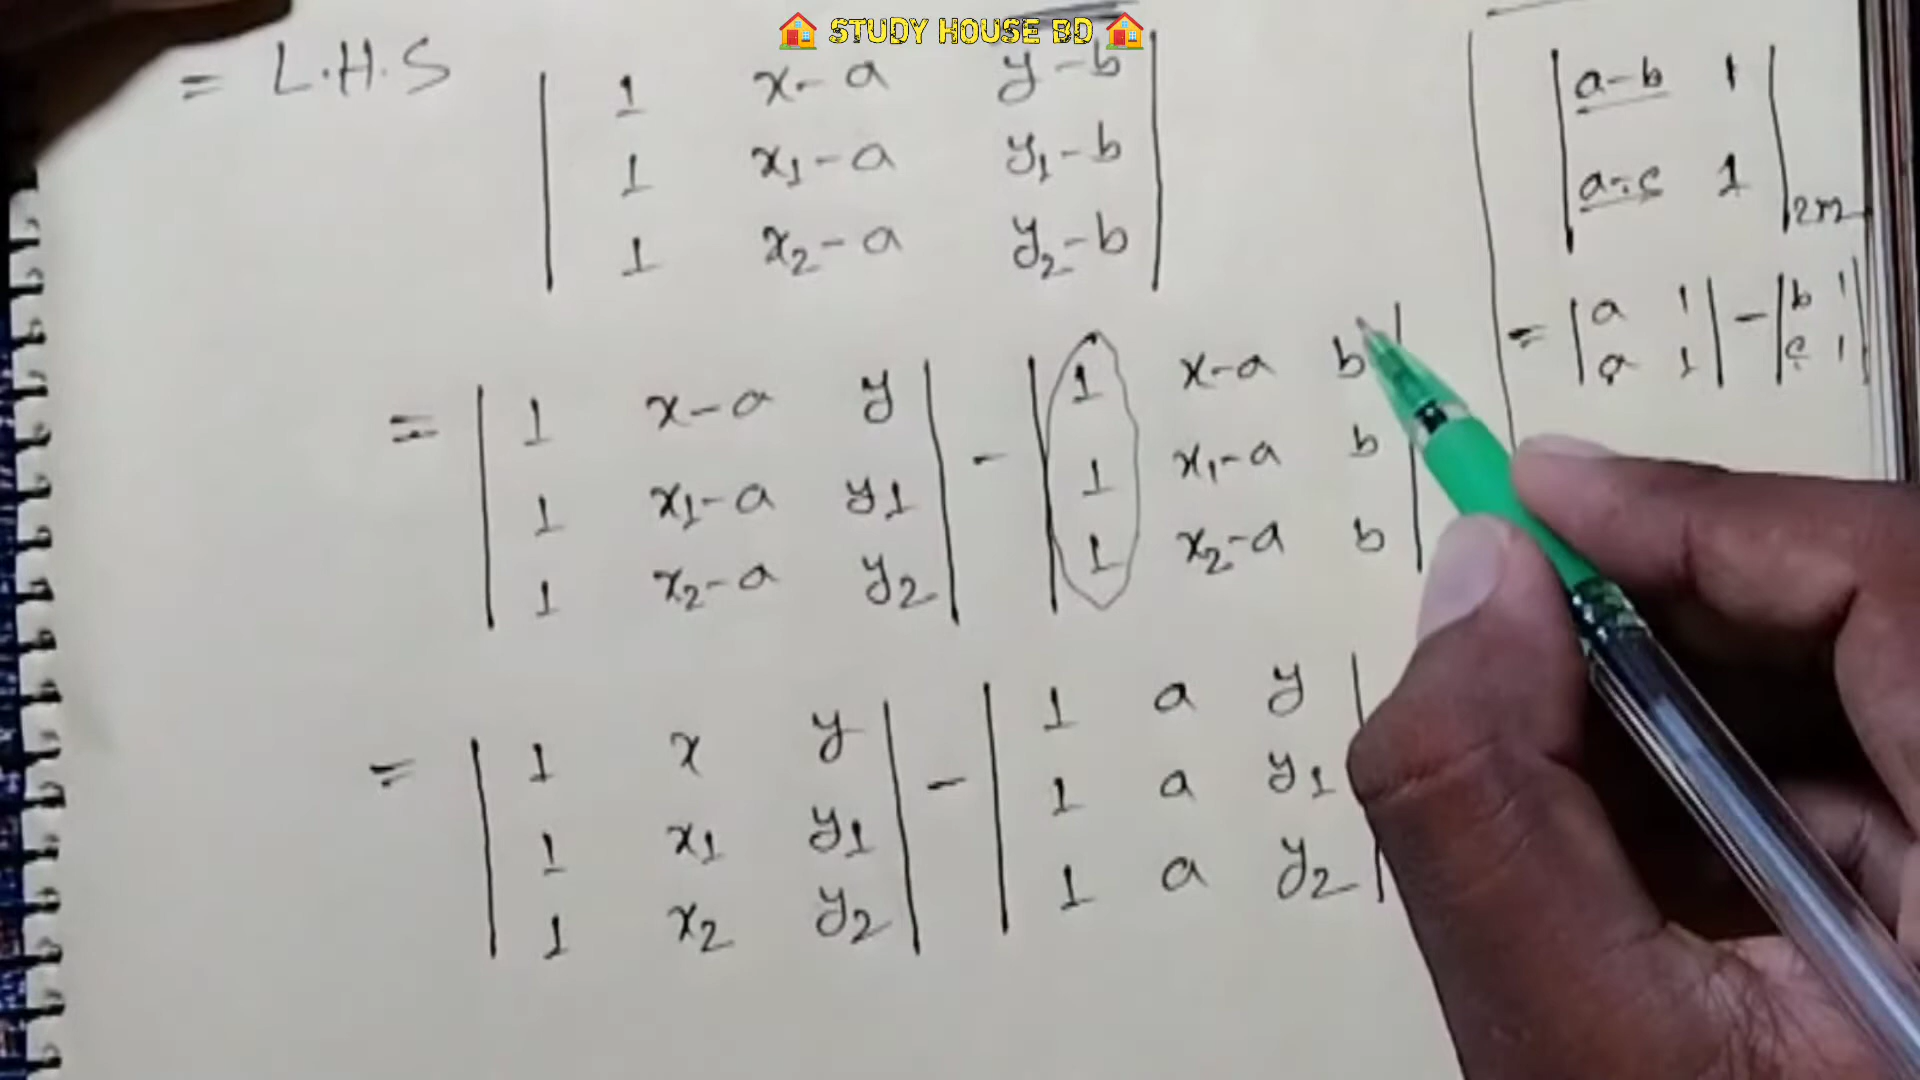 🏠 STUDY HOUSE BD 🏠
= L.H.S | 1 x-a y-b |
| 1 x₁-a y₁-b |
| 1 x₂-a y₂-b |
= | 1 x-a y | - | 1 x-a b |
| 1 x₁-a y₁ | | 1 x₁-a b |
| 1 x₂-a y₂ | | 1 x₂-a b |
= | 1 x y | - | 1 a y |
| 1 x₁ y₁ | | 1 a y₁ |
| 1 x₂ y₂ | | 1 a y₂ |
| a-b 1 |
| a-c 1 |
= | a 1 | - | b 1 |
| a 1 | | c 1 |